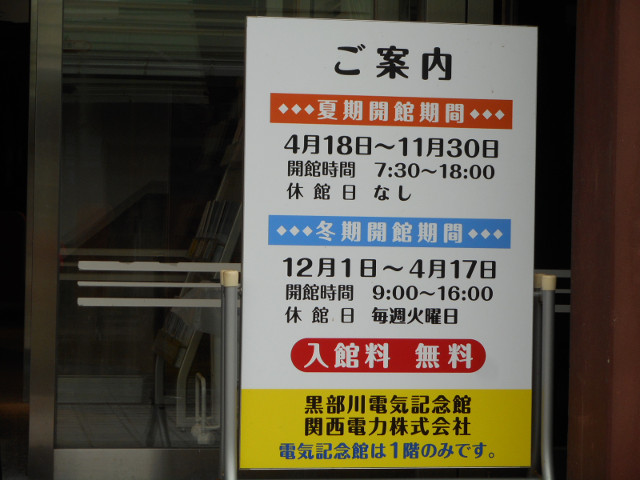 ご案内
◆◆◆夏期開館期間◆◆◆
4月18日～11月30日
開館時間 7:30～18:00
休館日 なし
◆◆◆冬期開館期間◆◆◆
12月1日～4月17日
開館時間 9:00～16:00
休館日 毎週火曜日
入館料 無料
黒部川電気記念館
関西電力株式会社
電気記念館は1階のみです。